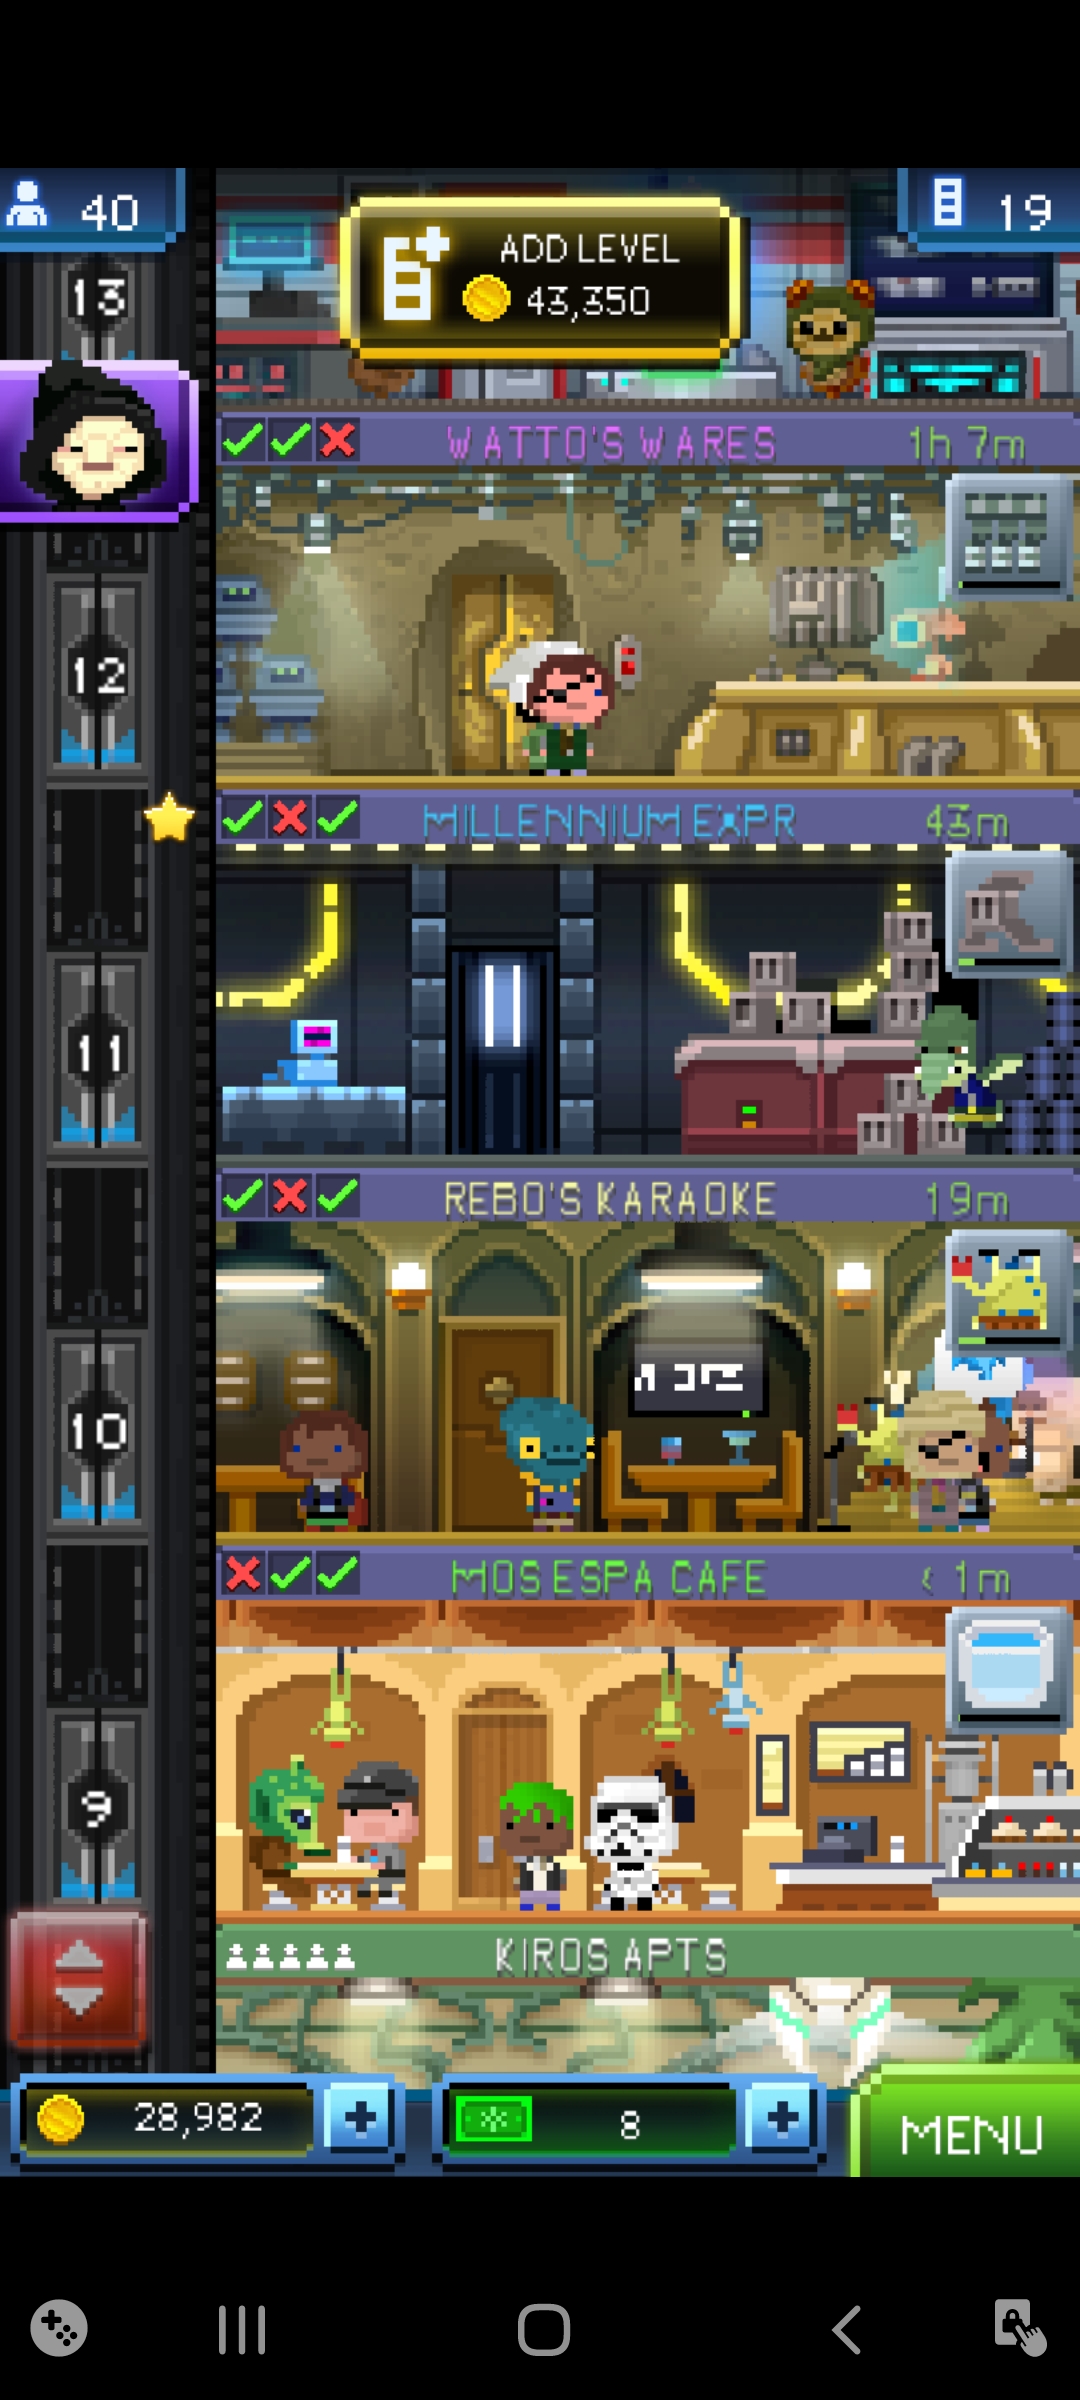 40
ADD LEVEL
43,350
19
13
WATTO'S WARES
1h 7m
12
MILLENNIUM EXPR
43m
11
REBO'S KARAOKE
19m
10
MOS ESPA CAFE
< 1m
9
KIROS APTS
28,982
8
MENU